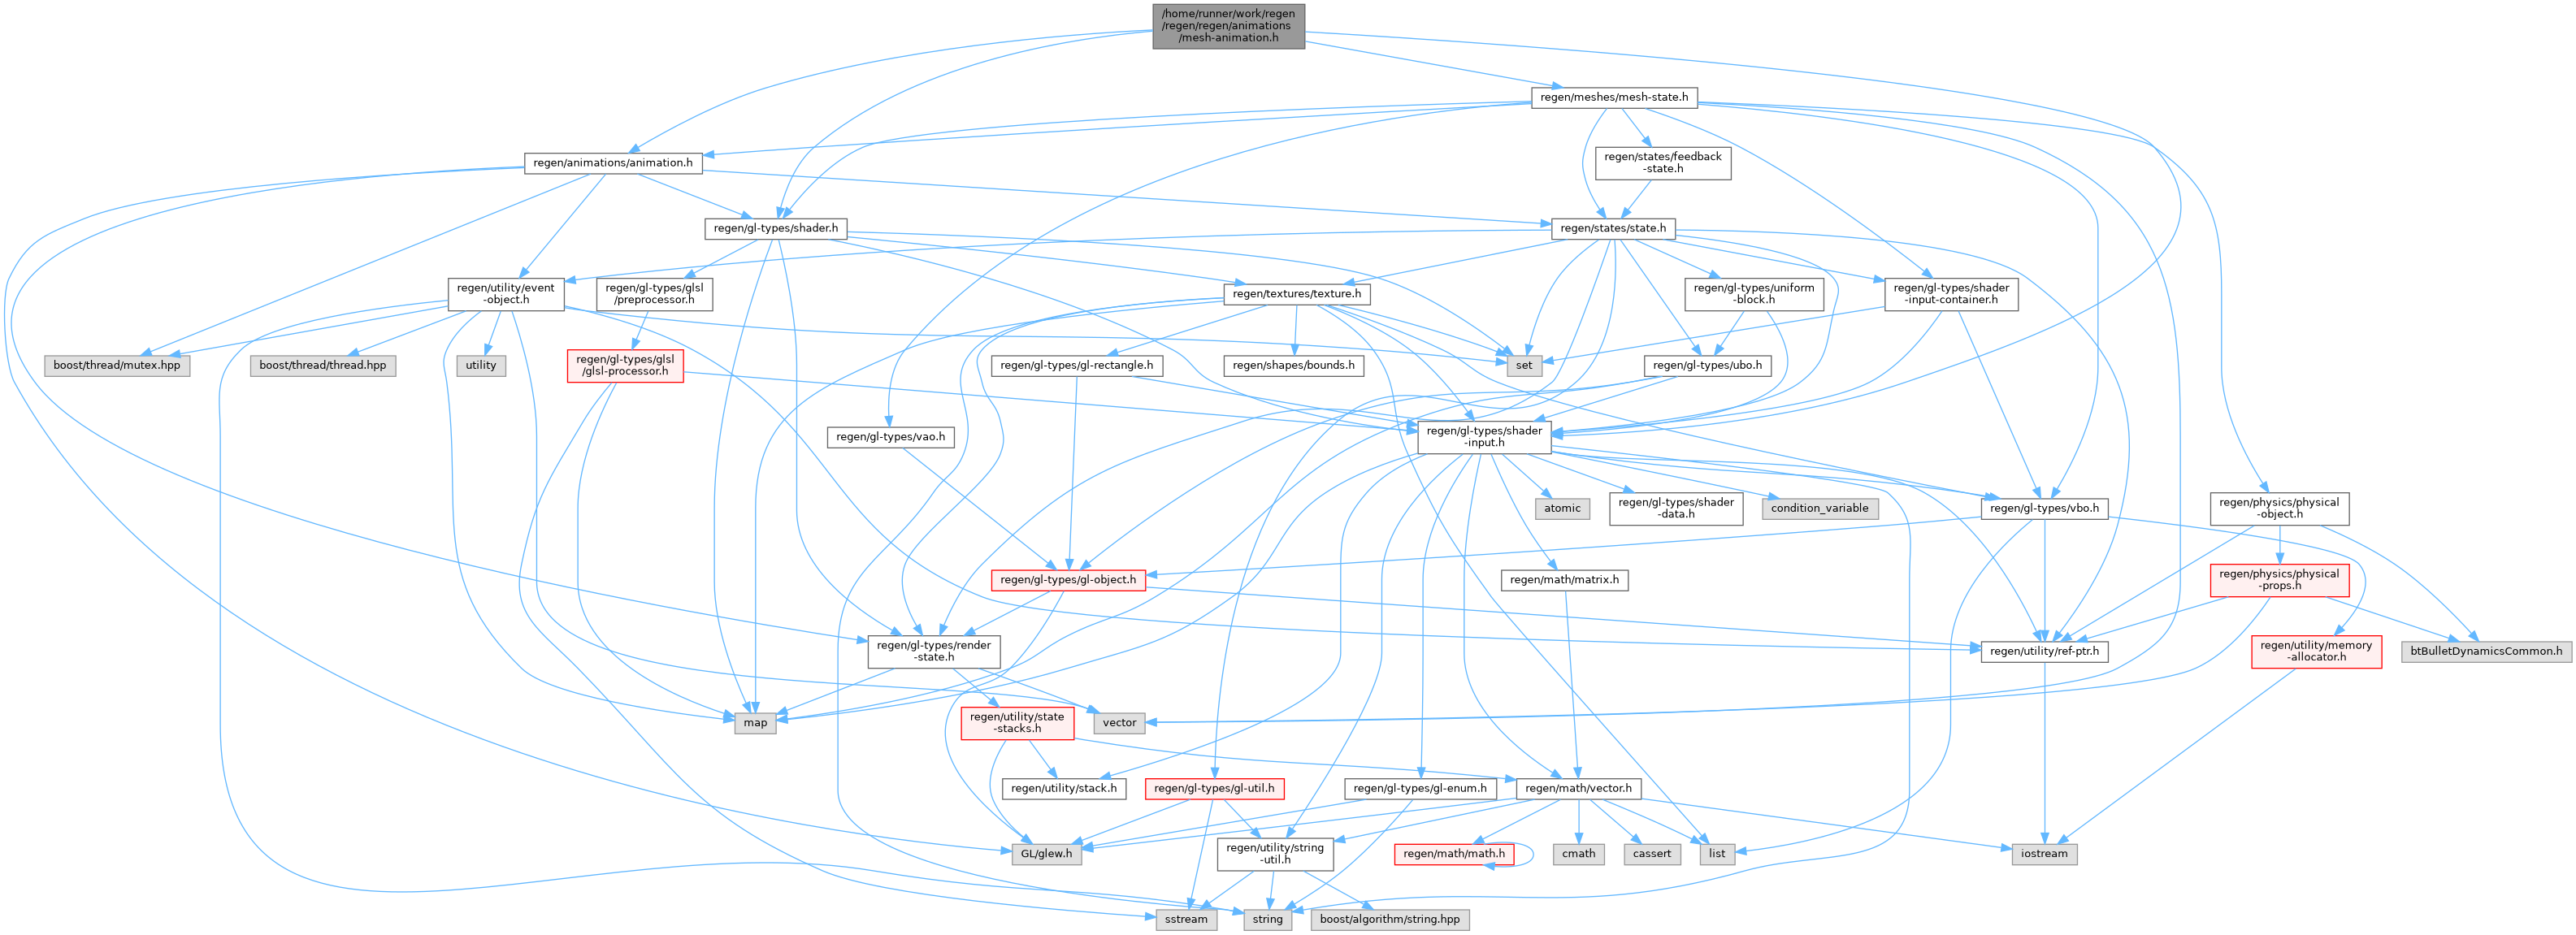 /home/runner/work/regen
/regen/regen/animations
/mesh-animation.h
regen/meshes/mesh-state.h
regen/animations/animation.h
regen/states/feedback
-state.h
regen/gl-types/shader.h
regen/states/state.h
regen/utility/event
-object.h
regen/gl-types/glsl
/preprocessor.h
regen/textures/texture.h
regen/gl-types/uniform
-block.h
regen/gl-types/shader
-input-container.h
boost/thread/mutex.hpp
boost/thread/thread.hpp
utility
regen/gl-types/glsl
/glsl-processor.h
regen/gl-types/gl-rectangle.h
regen/shapes/bounds.h
set
regen/gl-types/ubo.h
regen/gl-types/vao.h
regen/gl-types/shader
-input.h
atomic
regen/gl-types/shader
-data.h
condition_variable
regen/gl-types/vbo.h
regen/physics/physical
-object.h
regen/gl-types/gl-object.h
regen/math/matrix.h
regen/physics/physical
-props.h
regen/gl-types/render
-state.h
regen/utility/ref-ptr.h
regen/utility/memory
-allocator.h
btBulletDynamicsCommon.h
map
regen/utility/state
-stacks.h
vector
regen/utility/stack.h
regen/gl-types/gl-util.h
regen/gl-types/gl-enum.h
regen/math/vector.h
GL/glew.h
regen/utility/string
-util.h
regen/math/math.h
cmath
cassert
list
iostream
sstream
string
boost/algorithm/string.hpp